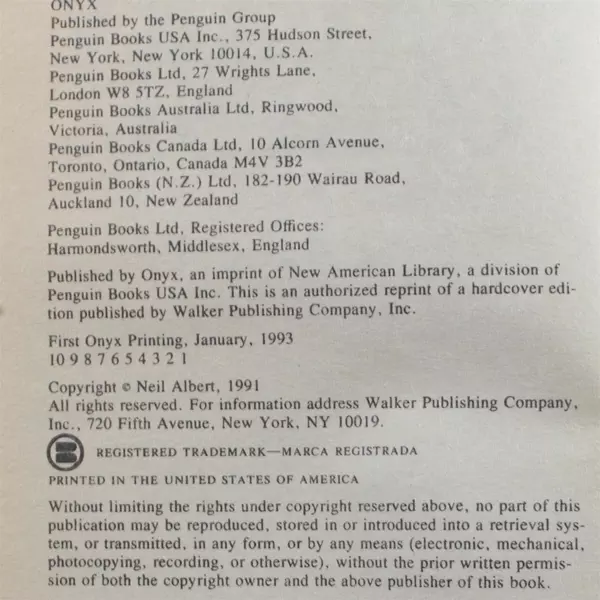 ONYX
Published by the Penguin Group
Penguin Books USA Inc., 375 Hudson Street,
New York, New York 10014, U.S.A.
Penguin Books Ltd, 27 Wrights Lane,
London W8 5TZ, England
Penguin Books Australia Ltd, Ringwood,
Victoria, Australia
Penguin Books Canada Ltd, 10 Alcorn Avenue,
Toronto, Ontario, Canada M4V 3B2
Penguin Books (N.Z.) Ltd, 182-190 Wairau Road,
Auckland 10, New Zealand
Penguin Books Ltd, Registered Offices:
Harmondsworth, Middlesex, England
Published by Onyx, an imprint of New American Library, a division of
Penguin Books USA Inc. This is an authorized reprint of a hardcover edi-
tion published by Walker Publishing Company, Inc.
First Onyx Printing, January, 1993
10 9 8 7 6 5 4 3 2 1
Copyright © Neil Albert, 1991
All rights reserved. For information address Walker Publishing Company,
Inc., 720 Fifth Avenue, New York, NY 10019.
REGISTERED TRADEMARK—MARCA REGISTRADA
PRINTED IN THE UNITED STATES OF AMERICA
Without limiting the rights under copyright reserved above, no part of this
publication may be reproduced, stored in or introduced into a retrieval sys-
tem, or transmitted, in any form, or by any means (electronic, mechanical,
photocopying, recording, or otherwise), without the prior written permis-
sion of both the copyright owner and the above publisher of this book.